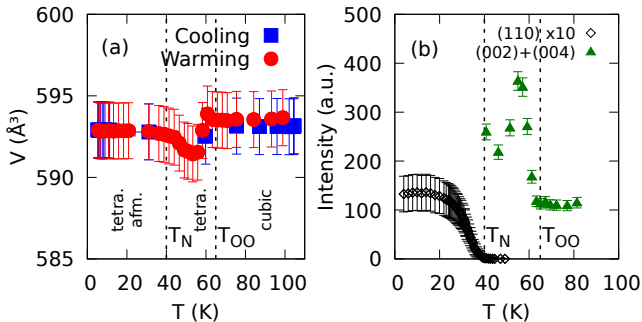 (a)
Cooling
Warming
V (Å³)
600
595
590
585
tetra.
afm.
T_N
tetra.
T_OO
cubic
0 20 40 60 80 100
T (K)
(b)
(110) x10
(002)+(004)
Intensity (a.u.)
500
400
300
200
100
0
T_N
T_OO
0 20 40 60 80 100
T (K)